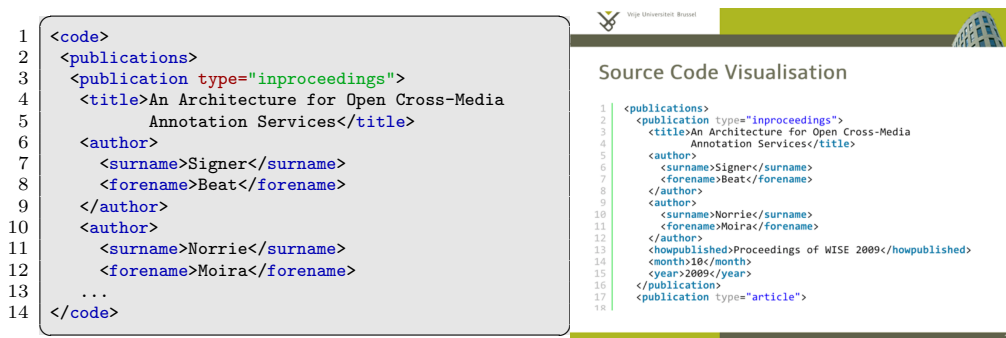 1 <code>
2 <publications>
3 <publication type="inproceedings">
4 <title>An Architecture for Open Cross-Media
5 Annotation Services</title>
6 <author>
7 <surname>Signer</surname>
8 <forename>Beat</forename>
9 </author>
10 <author>
11 <surname>Norrie</surname>
12 <forename>Moira</forename>
13 ...
14 </code>
Vrije Universiteit Brussel
Source Code Visualisation
1 <publications>
2 <publication type="inproceedings">
3 <title>An Architecture for Open Cross-Media
4 Annotation Services</title>
5 <author>
6 <surname>Signer</surname>
7 <forename>Beat</forename>
8 </author>
9 <author>
10 <surname>Norrie</surname>
11 <forename>Moira</forename>
12 </author>
13 <howpublished>Proceedings of WISE 2009</howpublished>
14 <month>10</month>
15 <year>2009</year>
16 </publication>
17 <publication type="article">
18